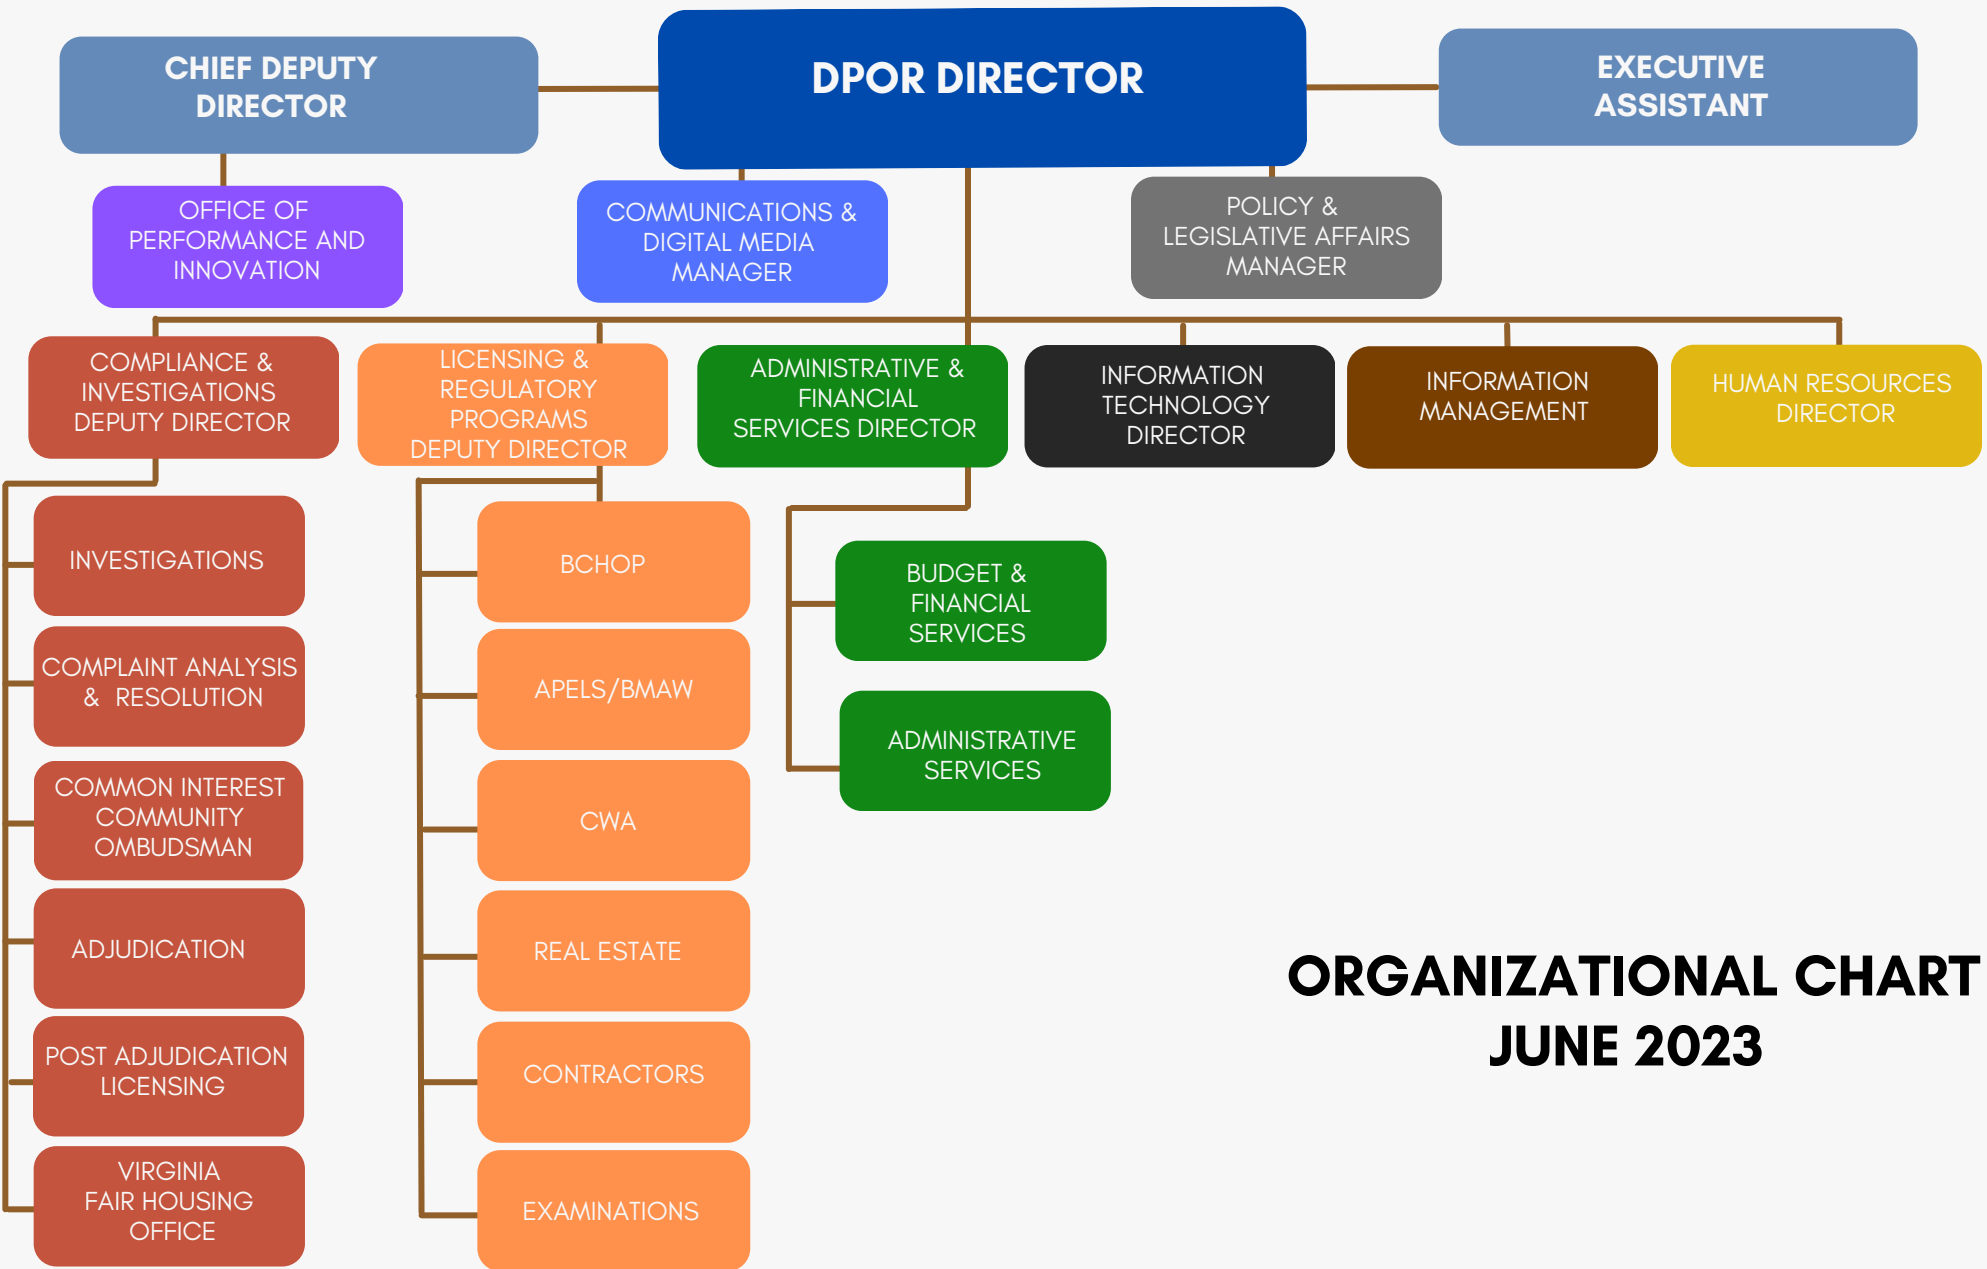 CHIEF DEPUTY
DIRECTOR
DPOR DIRECTOR
EXECUTIVE
ASSISTANT
OFFICE OF
PERFORMANCE AND
INNOVATION
COMMUNICATIONS &
DIGITAL MEDIA
MANAGER
POLICY &
LEGISLATIVE AFFAIRS
MANAGER
COMPLIANCE &
INVESTIGATIONS
DEPUTY DIRECTOR
LICENSING &
REGULATORY
PROGRAMS
DEPUTY DIRECTOR
ADMINISTRATIVE &
FINANCIAL
SERVICES DIRECTOR
INFORMATION
TECHNOLOGY
DIRECTOR
INFORMATION
MANAGEMENT
HUMAN RESOURCES
DIRECTOR
INVESTIGATIONS
COMPLAINT ANALYSIS
& RESOLUTION
COMMON INTEREST
COMMUNITY
OMBUDSMAN
ADJUDICATION
POST ADJUDICATION
LICENSING
VIRGINIA
FAIR HOUSING
OFFICE
BCHOP
APELS/BMAW
CWA
REAL ESTATE
CONTRACTORS
EXAMINATIONS
BUDGET &
FINANCIAL
SERVICES
ADMINISTRATIVE
SERVICES
ORGANIZATIONAL CHART
JUNE 2023